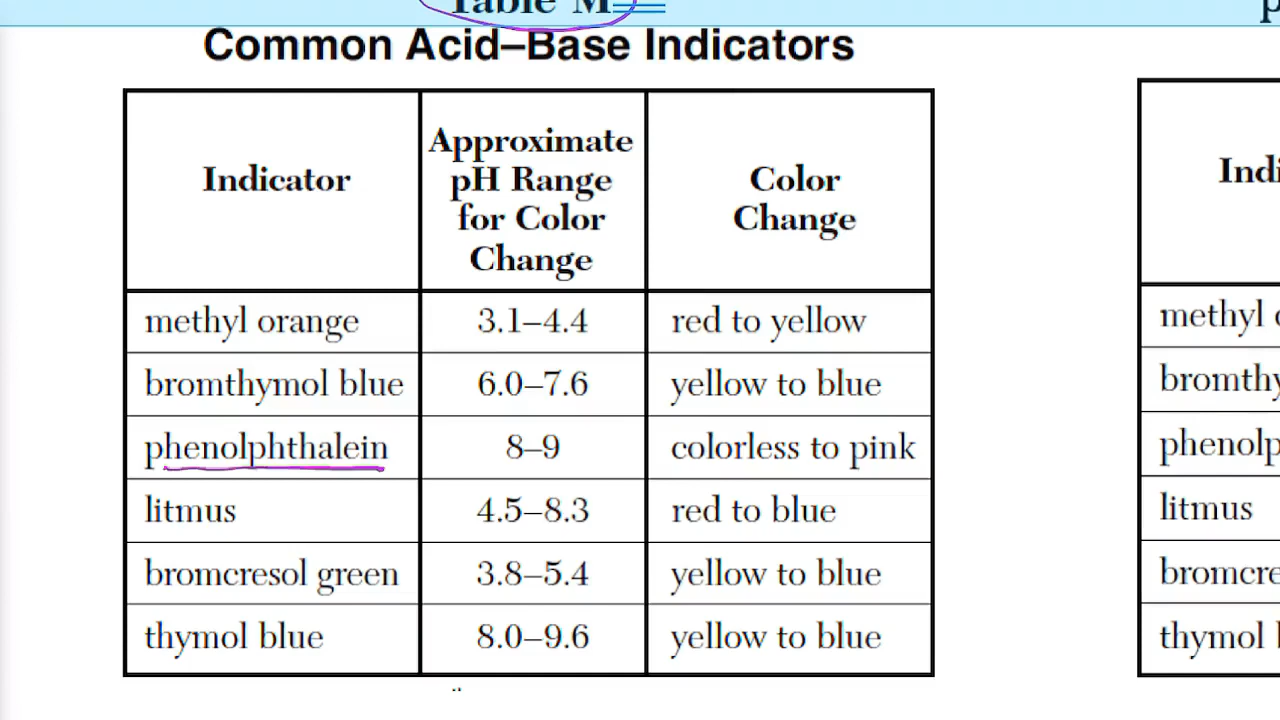 Table M
p
Common Acid–Base Indicators
Indicator
Approximate
pH Range
for Color
Change
Color
Change
methyl orange
3.1–4.4
red to yellow
bromthymol blue
6.0–7.6
yellow to blue
phenolphthalein
8–9
colorless to pink
litmus
4.5–8.3
red to blue
bromcresol green
3.8–5.4
yellow to blue
thymol blue
8.0–9.6
yellow to blue
Indi
methyl o
bromthy
phenolp
litmus
bromcre
thymol b